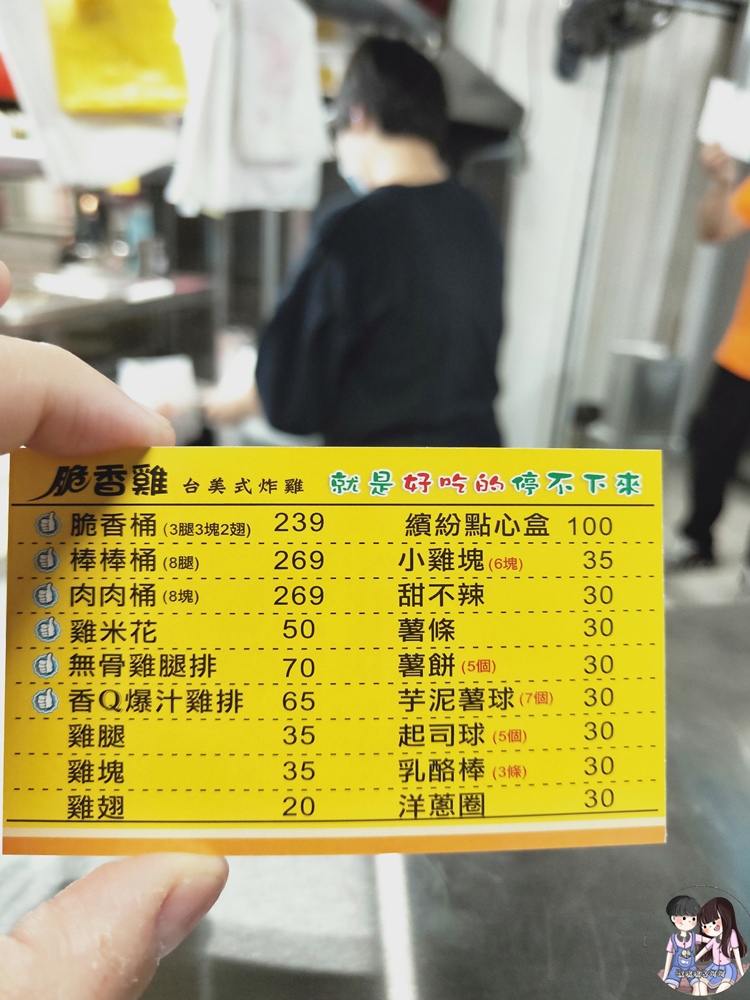 脆香雞 台美式炸雞 就是好吃的停不下來
脆香桶(3腿3塊2翅) 239 繽紛點心盒 100
棒棒桶(8腿) 269 小雞塊(6塊) 35
肉肉桶(8塊) 269 甜不辣 30
雞米花 50 薯條 30
無骨雞腿排 70 薯餅(5個) 30
香Q爆汁雞排 65 芋泥薯球(7個) 30
雞腿 35 起司球(5個) 30
雞塊 35 乳酪棒(3條) 30
雞翅 20 洋蔥圈 30